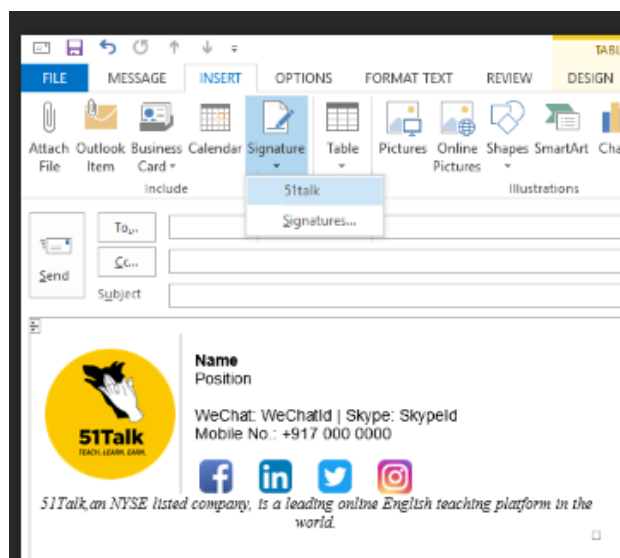 TABL
FILE MESSAGE INSERT OPTIONS FORMAT TEXT REVIEW DESIGN
Attach File
Outlook Item
Business Card
Calendar
Signature
Table
Pictures
Online Pictures
Shapes
SmartArt
Cha
Include
Illustrations
51talk
Signatures...
To...
Cc...
Send
Subject
51Talk
TEACH. LEARN. EARN.
Name
Position
WeChat: WeChatId | Skype: SkypeId
Mobile No.: +917 000 0000
f
in
51Talk,an NYSE listed company, is a leading online English teaching platform in the
world.